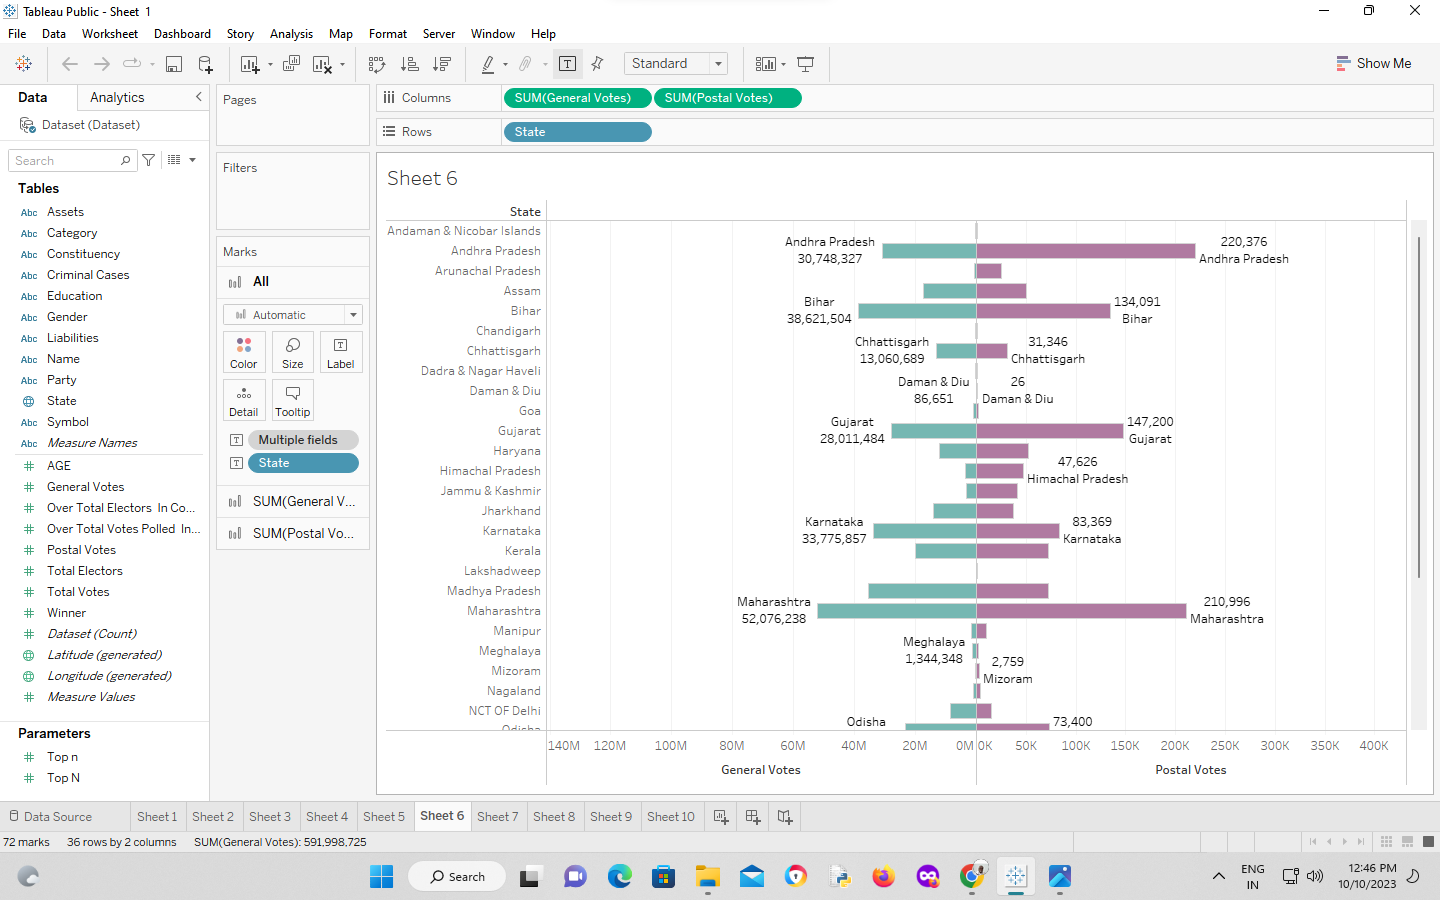 Tableau Public - Sheet 1
File Data Worksheet Dashboard Story Analysis Map Format Server Window Help
Standard
Show Me
Data Analytics
Dataset (Dataset)
Search
Tables
Abc Assets
Abc Category
Abc Constituency
Abc Criminal Cases
Abc Education
Abc Gender
Abc Liabilities
Abc Name
Abc Party
State
Abc Symbol
Abc Measure Names
AGE
General Votes
Over Total Electors In Co...
Over Total Votes Polled In...
Postal Votes
Total Electors
Total Votes
Winner
Dataset (Count)
Latitude (generated)
Longitude (generated)
Measure Values
Parameters
Top n
Top N
Pages
Filters
Marks
All
Automatic
Color Size Label
Detail Tooltip
Multiple fields
State
SUM(General V...
SUM(Postal Vo...
Columns SUM(General Votes) SUM(Postal Votes)
Rows State
Sheet 6
State
Andaman & Nicobar Islands
Andhra Pradesh
Arunachal Pradesh
Assam
Bihar
Chandigarh
Chhattisgarh
Dadra & Nagar Haveli
Daman & Diu
Goa
Gujarat
Haryana
Himachal Pradesh
Jammu & Kashmir
Jharkhand
Karnataka
Kerala
Lakshadweep
Madhya Pradesh
Maharashtra
Manipur
Meghalaya
Mizoram
Nagaland
NCT OF Delhi
Odisha
Andhra Pradesh
30,748,327
Bihar
38,621,504
Chhattisgarh
13,060,689
Daman & Diu
86,651
Gujarat
28,011,484
Karnataka
33,775,857
Maharashtra
52,076,238
Meghalaya
1,344,348
Odisha
220,376
Andhra Pradesh
134,091
Bihar
31,346
Chhattisgarh
26
Daman & Diu
147,200
Gujarat
47,626
Himachal Pradesh
83,369
Karnataka
210,996
Maharashtra
2,759
Mizoram
73,400
140M 120M 100M 80M 60M 40M 20M 0M 0K 50K 100K 150K 200K 250K 300K 350K 400K
General Votes Postal Votes
Data Source Sheet 1 Sheet 2 Sheet 3 Sheet 4 Sheet 5 Sheet 6 Sheet 7 Sheet 8 Sheet 9 Sheet 10
72 marks 36 rows by 2 columns SUM(General Votes): 591,998,725
Search
ENG
IN
12:46 PM
10/10/2023